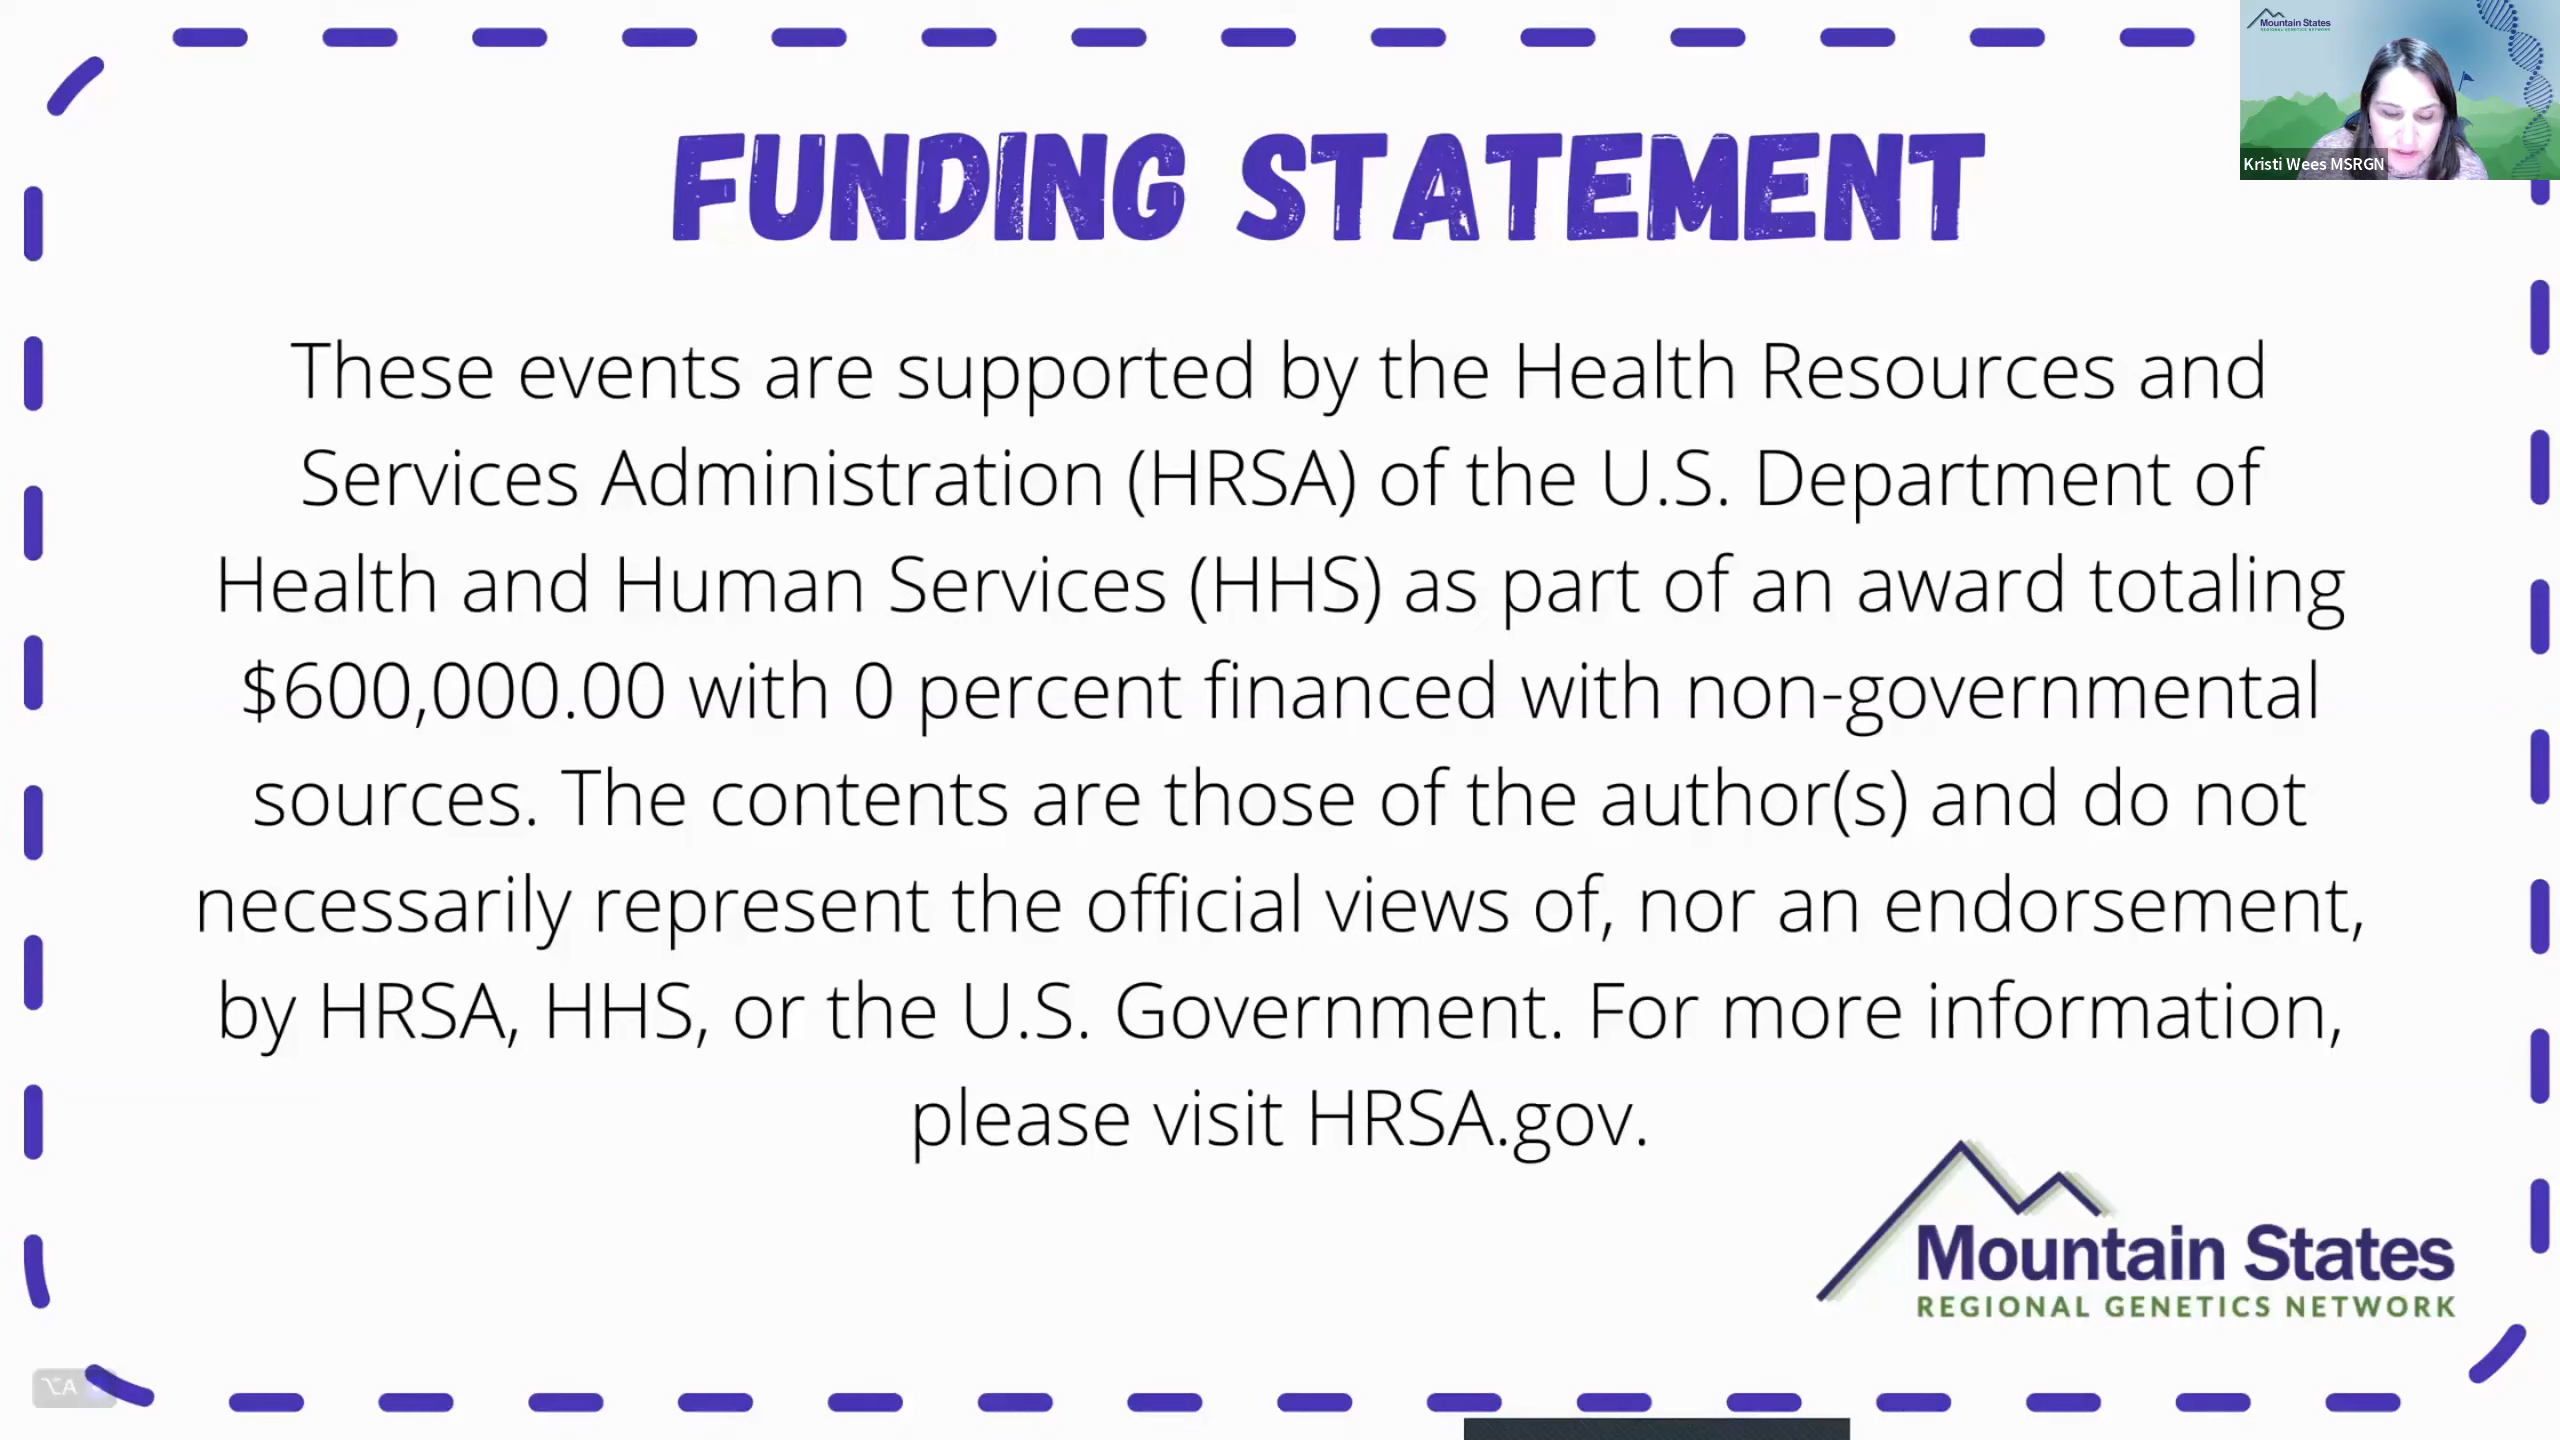 Mountain States
REGIONAL GENETICS NETWORK
Kristi Wees MSRGN
FUNDING STATEMENT
These events are supported by the Health Resources and
Services Administration (HRSA) of the U.S. Department of
Health and Human Services (HHS) as part of an award totaling
$600,000.00 with 0 percent financed with non-governmental
sources. The contents are those of the author(s) and do not
necessarily represent the official views of, nor an endorsement,
by HRSA, HHS, or the U.S. Government. For more information,
please visit HRSA.gov.
Mountain States
REGIONAL GENETICS NETWORK
⌥A